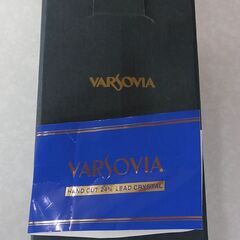 VARSOVIA
VARSOVIA
HAND CUT 24% LEAD CRYSTAL